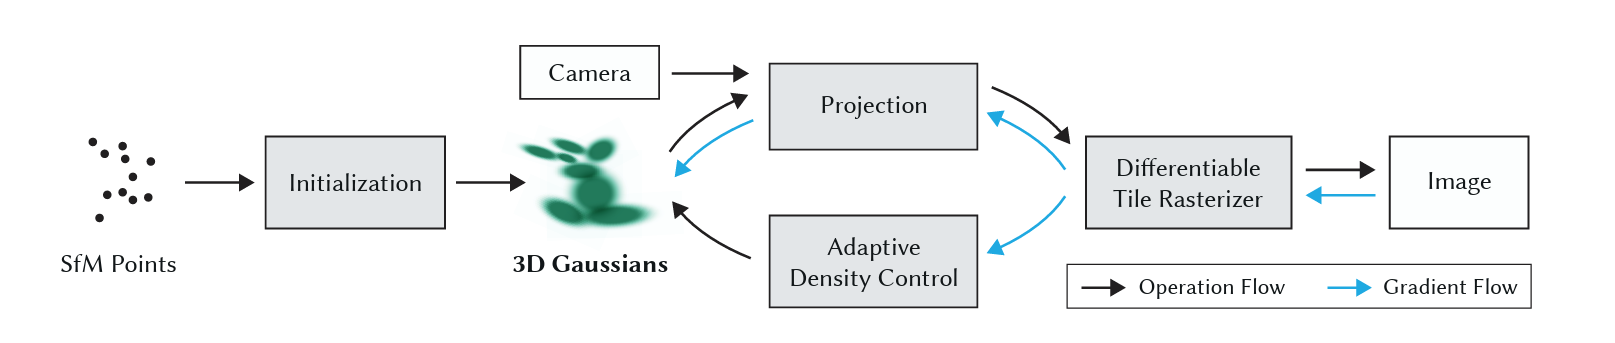 Camera
Projection
Initialization
Differentiable
Tile Rasterizer
Image
SfM Points
3D Gaussians
Adaptive
Density Control
Operation Flow
Gradient Flow